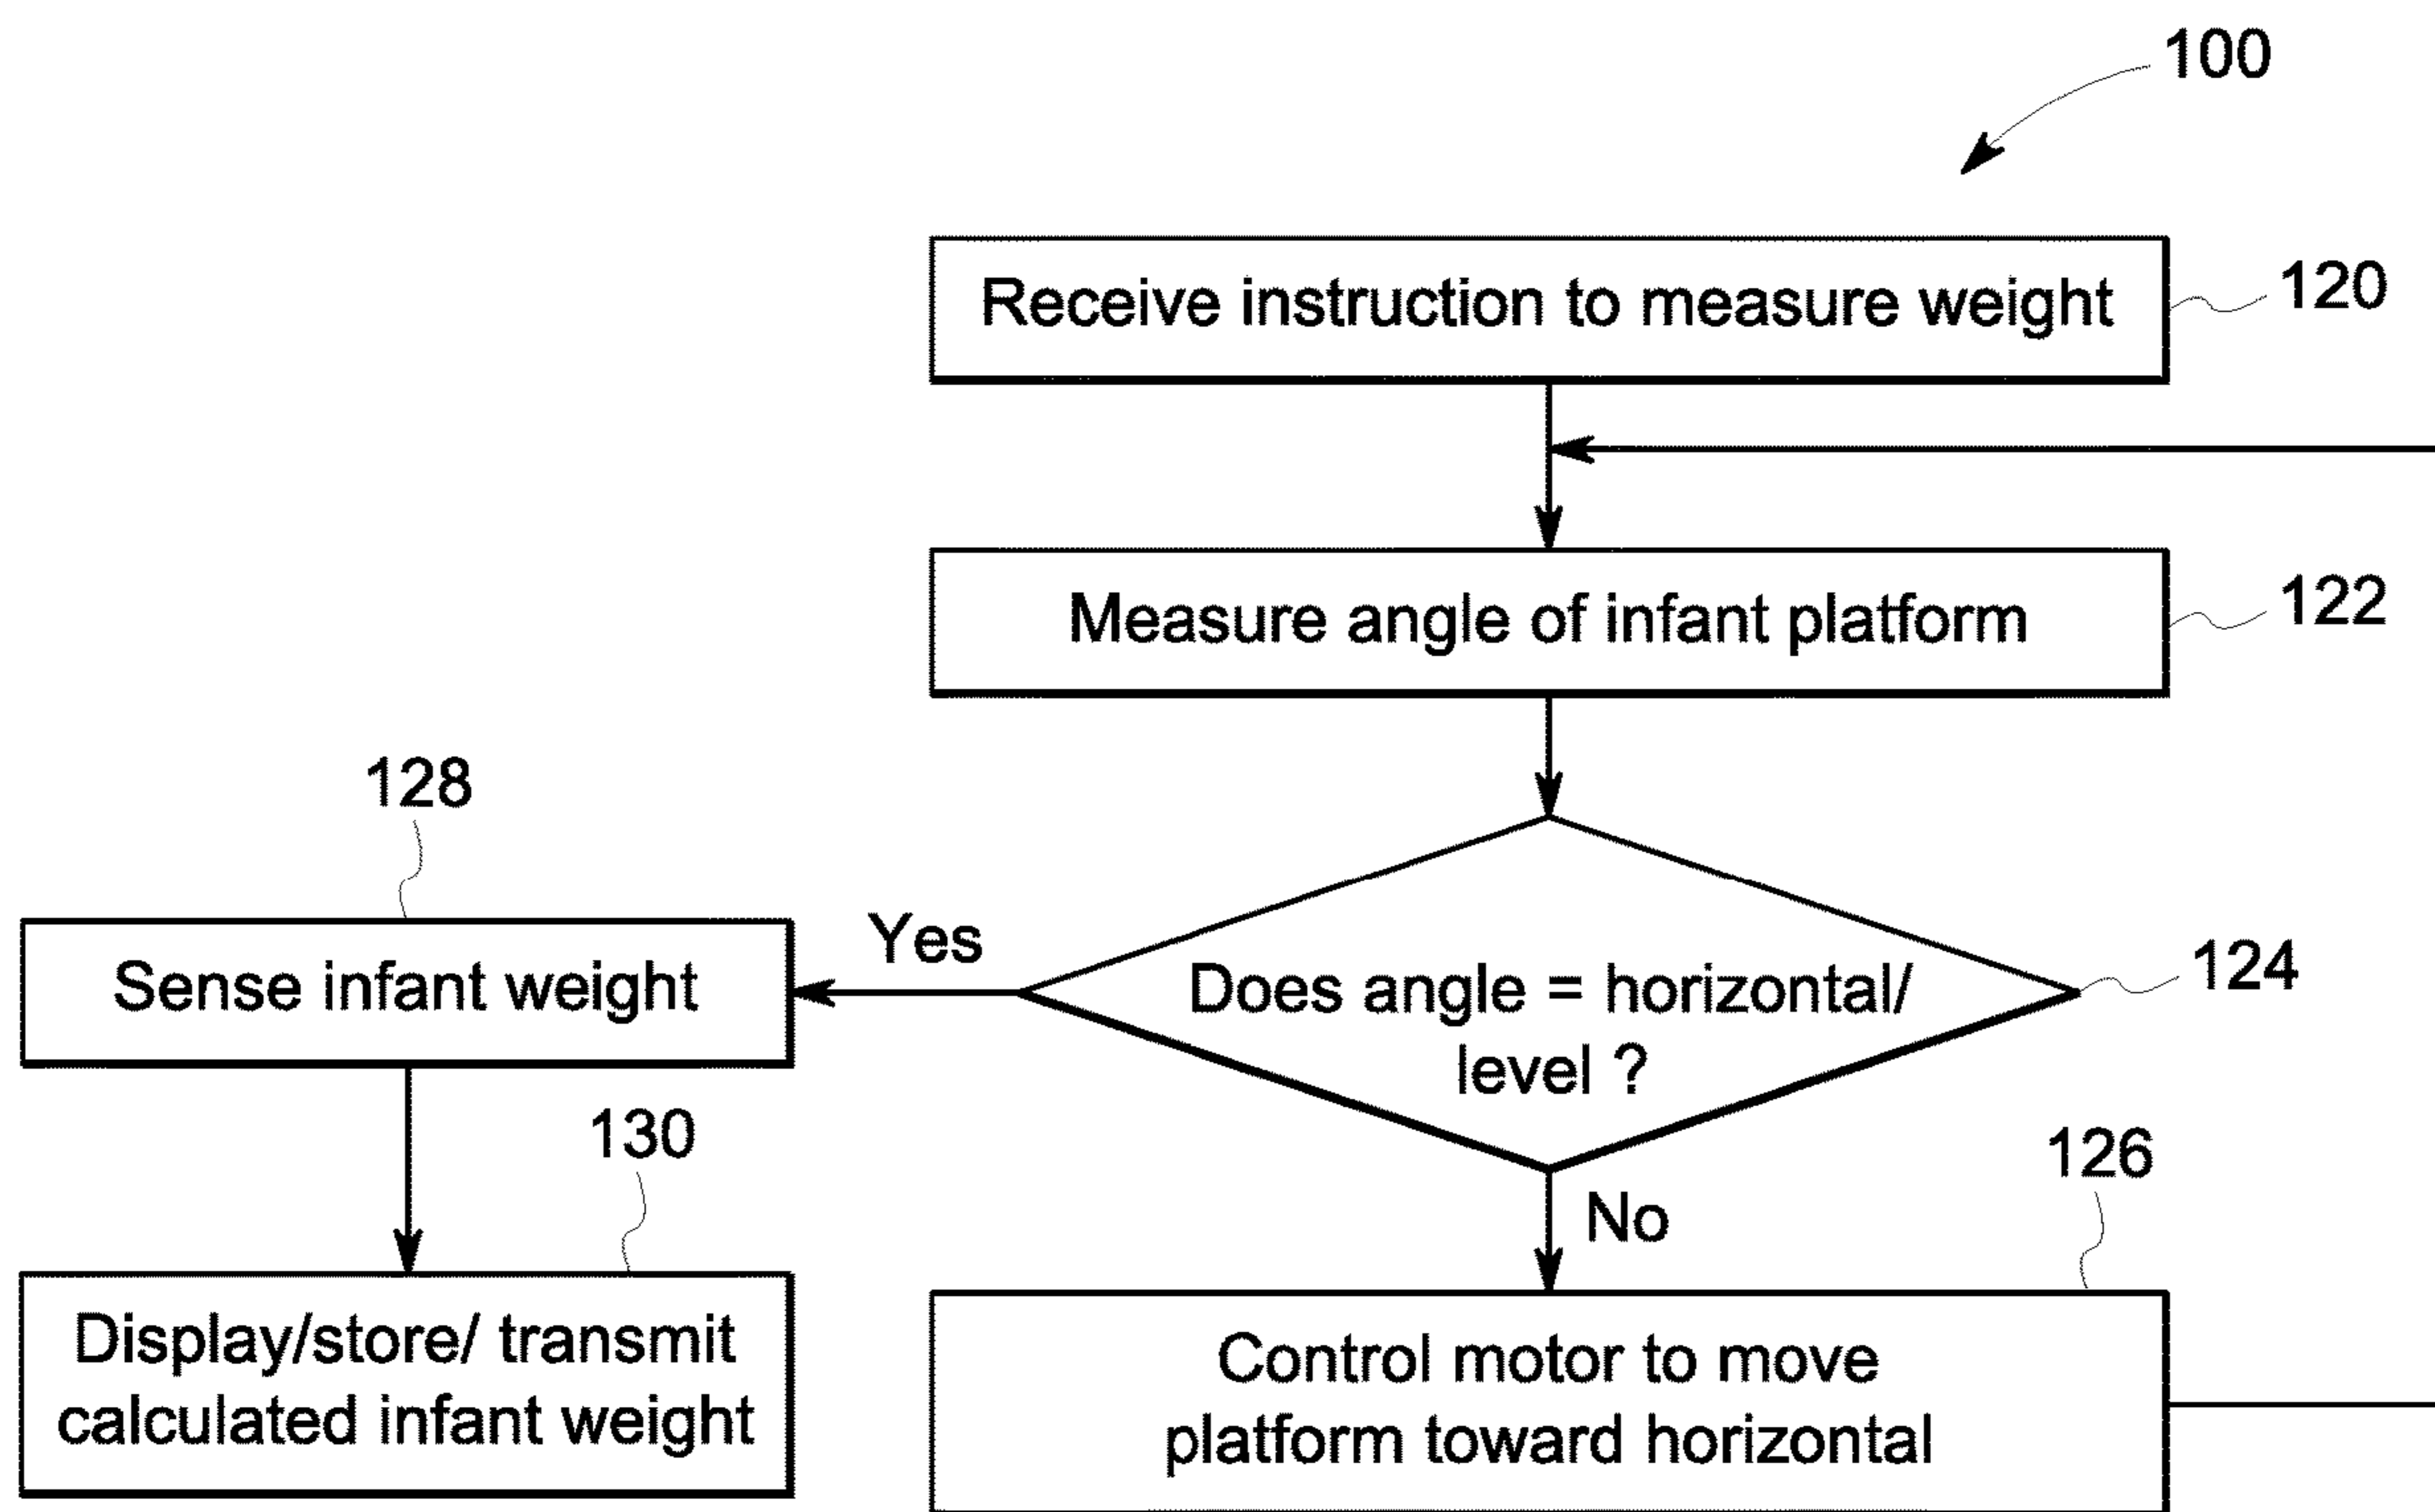 100
Receive instruction to measure weight
120
Measure angle of infant platform
122
128
Yes
Sense infant weight
Does angle = horizontal/
level ?
124
130
No
126
Display/store/ transmit
calculated infant weight
Control motor to move
platform toward horizontal